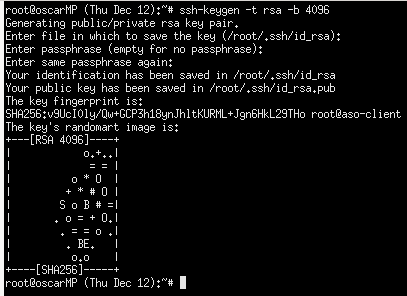 root@oscarMP (Thu Dec 12):~# ssh-keygen -t rsa -b 4096
Generating public/private rsa key pair.
Enter file in which to save the key (/root/.ssh/id_rsa):
Enter passphrase (empty for no passphrase):
Enter same passphrase again:
Your identification has been saved in /root/.ssh/id_rsa
Your public key has been saved in /root/.ssh/id_rsa.pub
The key fingerprint is:
SHA256:v9UcIOly/Qw+GCP3h18ynJhltKURML+Jgn6HkL29THo root@aso-client
The key's randomart image is:
+---[RSA 4096]----+
|            o.+..|
|             = = |
|          o * O  |
|         + * # O |
|        S o B # =|
|       . o = + O.|
|        . = = o .|
|         . BE.   |
|          o.o    |
+----[SHA256]-----+
root@oscarMP (Thu Dec 12):~#